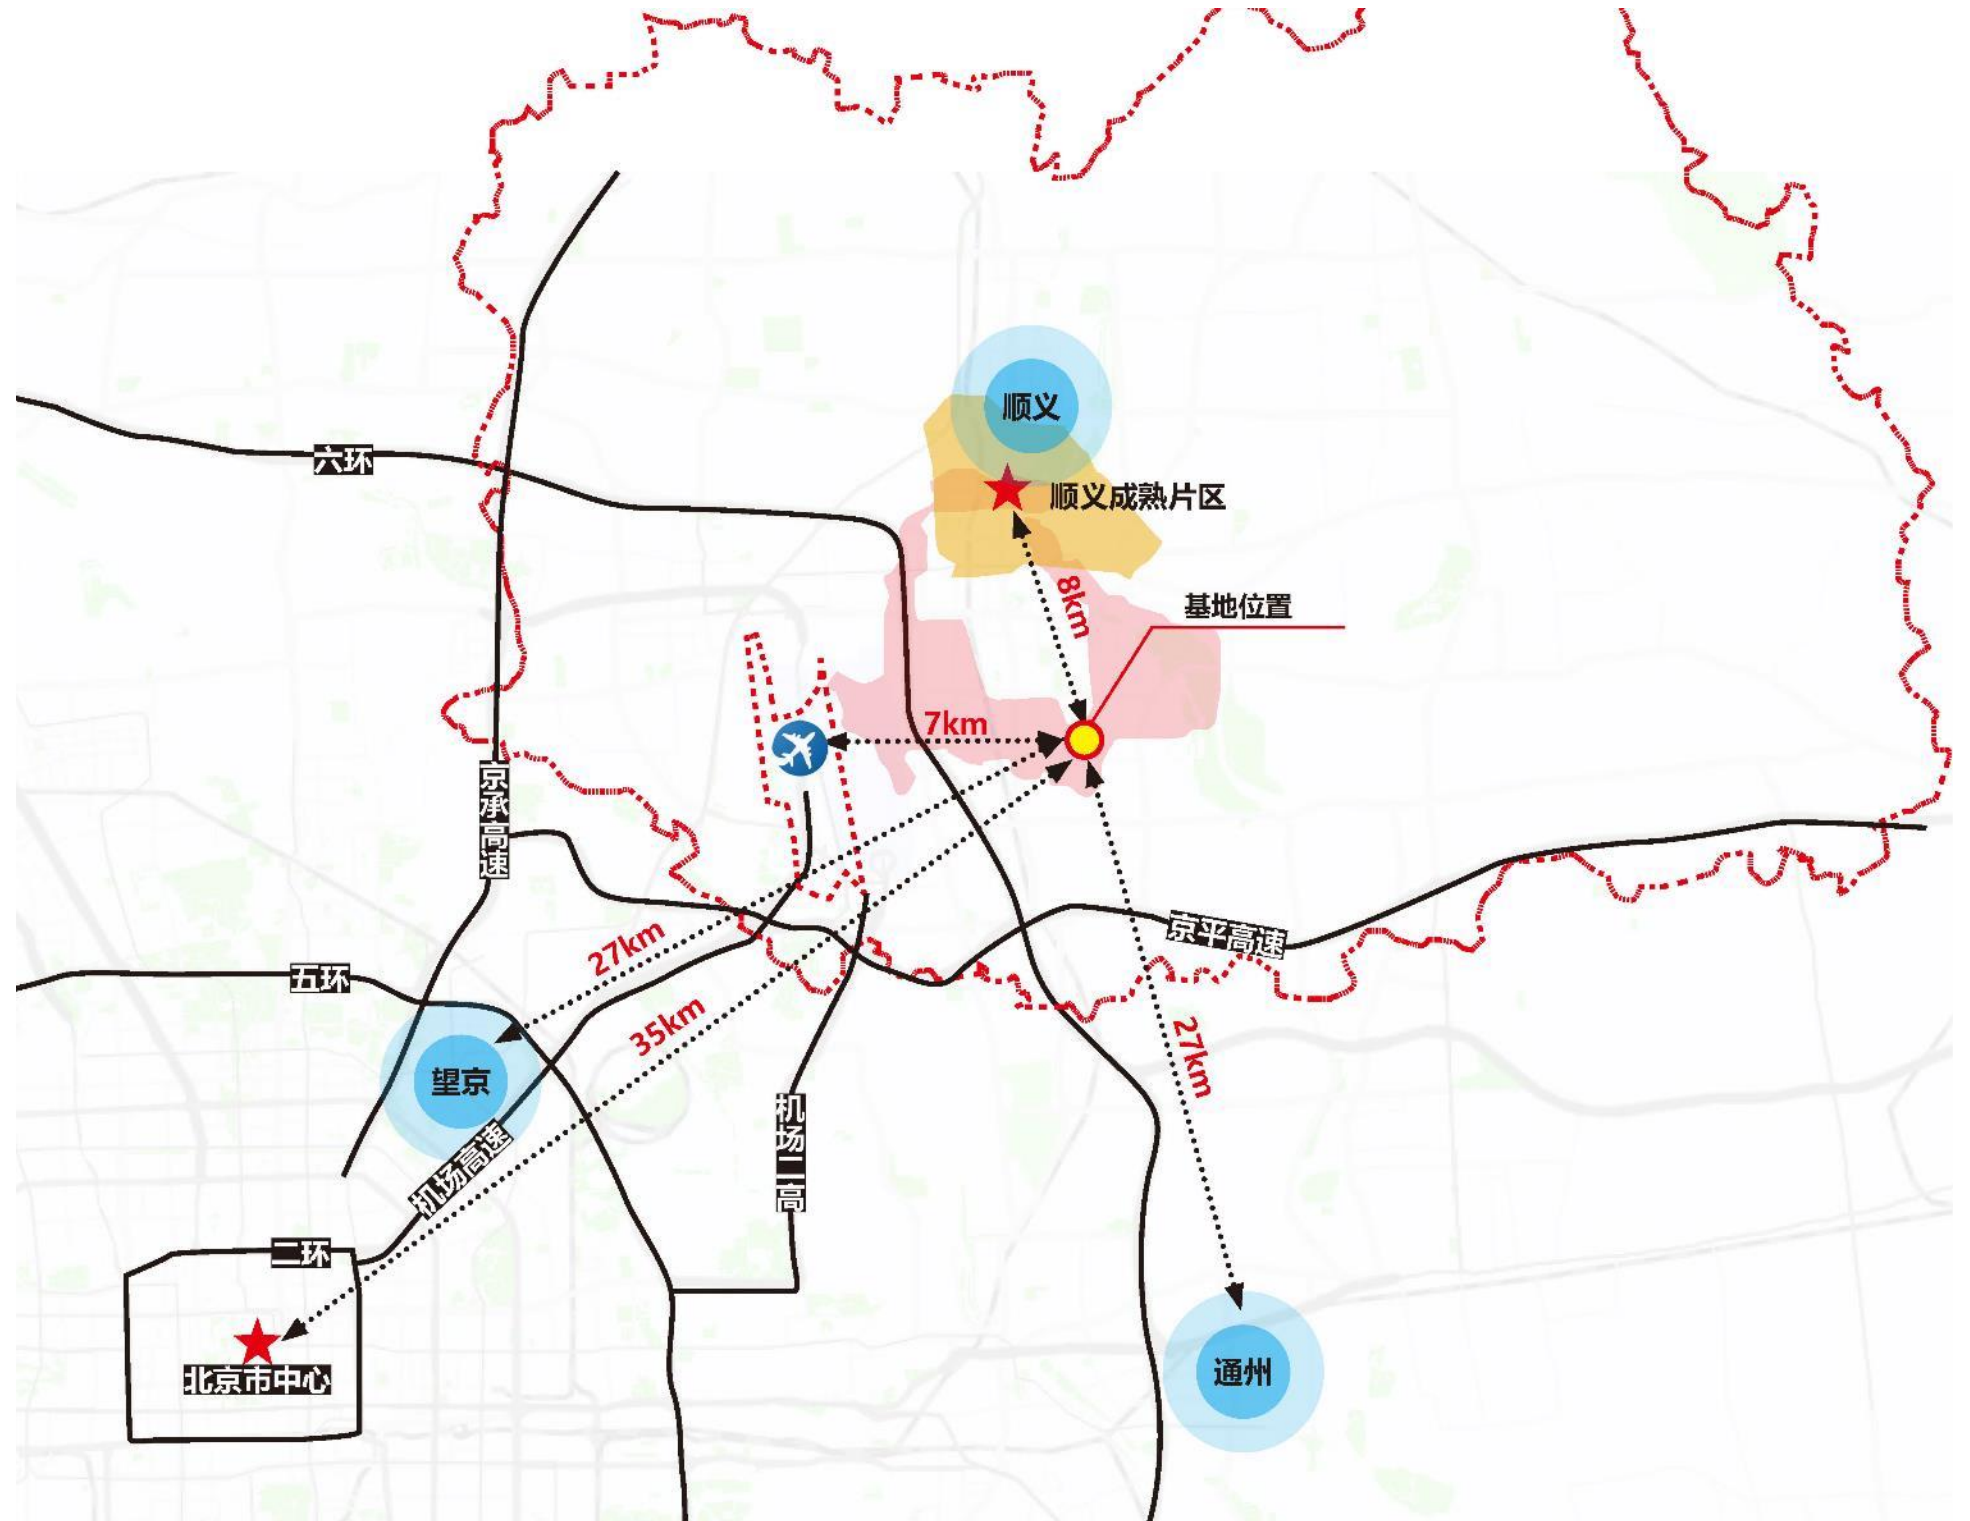 顺义
六环
顺义成熟片区
8km
基地位置
7km
京承高速
京平高速
27km
五环
35km
27km
望京
机场二高
机场高速
二环
北京市中心
通州